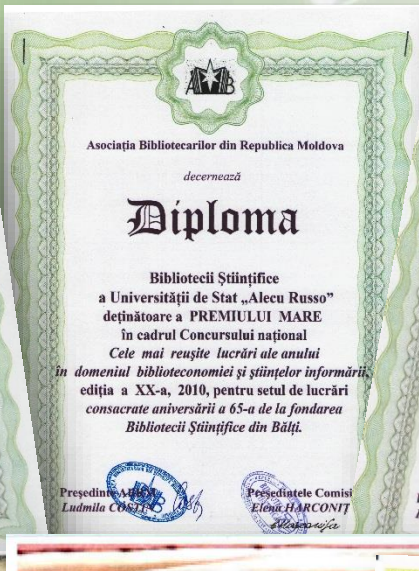 A B
Asociația Bibliotecarilor din Republica Moldova
decernează
Diploma
Bibliotecii Științifice
a Universității de Stat „Alecu Russo”
deținătoare a PREMIULUI MARE
în cadrul Concursului național
Cele mai reușite lucrări ale anului
în domeniul biblioteconomiei și științelor informării,
ediția a XX-a, 2010, pentru setul de lucrări
consacrate aniversării a 65-a de la fondarea
Bibliotecii Științifice din Bălți.
Președinte
Președintele Comisi
Ludmila
Elena HARCONIȚ